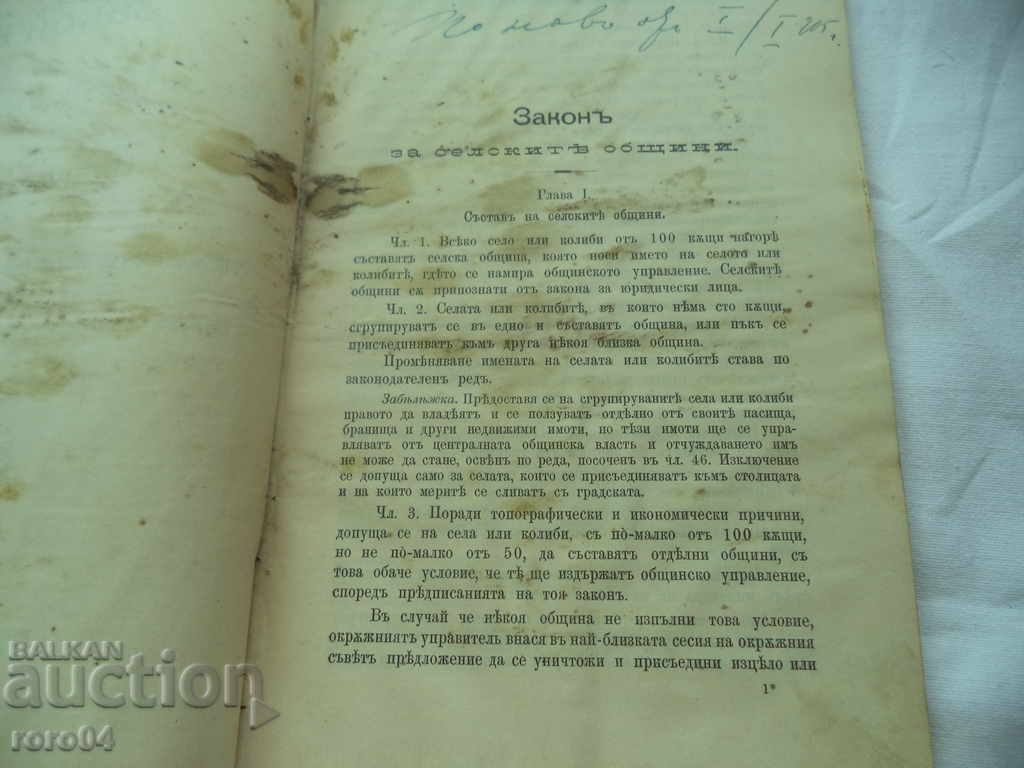 По ново
I/I 905 г.
Законъ
за селскитѣ общини.
Глава I.
Съставъ на селскитѣ общини.
Чл. 1. Всѣко село или колиби отъ 100 кѫщи нагорѣ
съставятъ селска община, която носи името на селото или
колибитѣ, гдѣто се намира общинското управление. Селскитѣ
общини сѫ припознати отъ закона за юридически лица.
Чл. 2. Селата или колибитѣ, въ които нѣма сто кѫщи,
сгрупируватъ се въ едно и съставятъ община, или пъкъ се
присъединяватъ къмъ друга нѣкоя близка община.
Промѣняване имената на селата или колибитѣ става по
законодателенъ редъ.
Забѣлѣжка. Прѣдоставя се на сгрупируванитѣ села или колиби
правото да владѣятъ и се ползуватъ отдѣлно отъ своитѣ пасища,
бранища и други недвижими имоти, но тѣзи имоти ще се упра-
вляватъ отъ централната общинска власть и отчуждаването имъ
не може да стане, освѣнъ по реда, посоченъ въ чл. 46. Изключение
се допуща само за селата, които се присъединяватъ къмъ столицата
и на които меритѣ се сливатъ съ градската.
Чл. 3. Поради топографически и икономически причини,
допуща се на села или колиби, съ по̀-малко отъ 100 кѫщи,
но не по̀-малко отъ 50, да съставятъ отдѣлни общини, съ
това обаче условие, че тѣ ще издържатъ общинско управление,
споредъ прѣдписанията на тоя законъ.
Въ случай че нѣкоя община не изпълни това условие,
окрѫжниятъ управитель внася въ най-близката сесия на окрѫжния
съвѣтъ прѣдложение да се уничтожи и присъедини изцѣло или
1*
BALKAN
auction
roro04